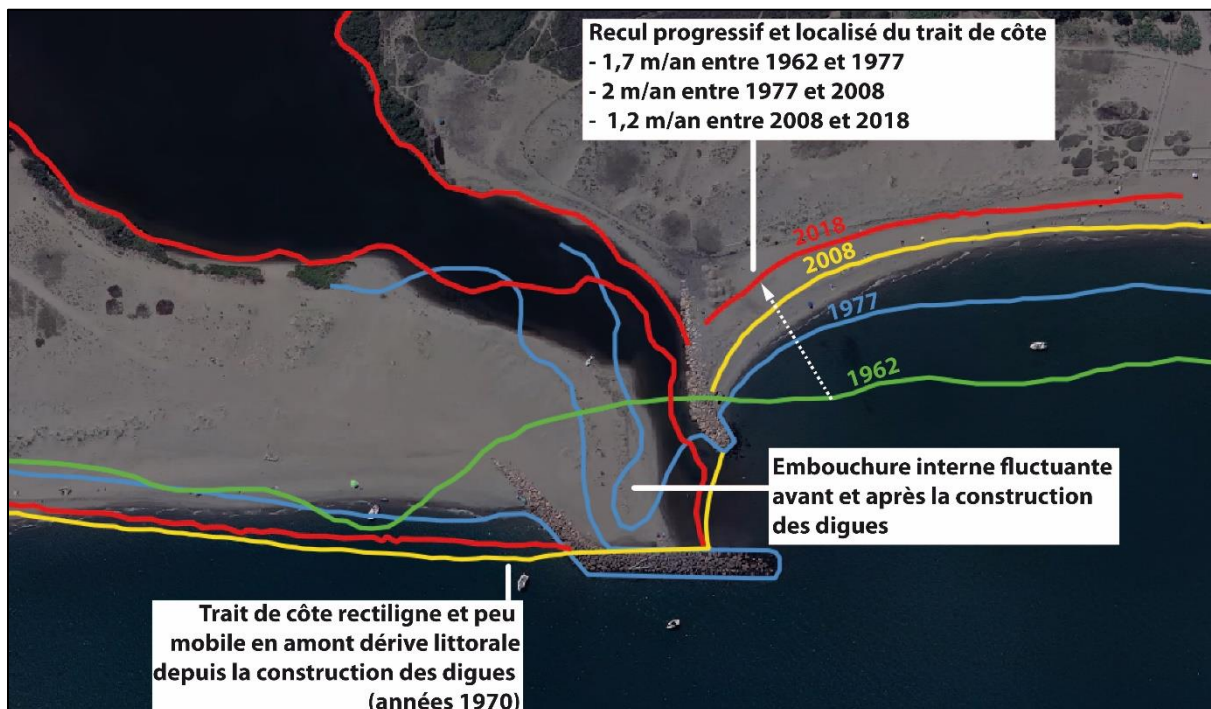 Recul progressif et localisé du trait de côte
- 1,7 m/an entre 1962 et 1977
- 2 m/an entre 1977 et 2008
- 1,2 m/an entre 2008 et 2018
2018
2008
1977
1962
Embouchure interne fluctuante
avant et après la construction
des digues
Trait de côte rectiligne et peu
mobile en amont dérive littorale
depuis la construction des digues
(années 1970)